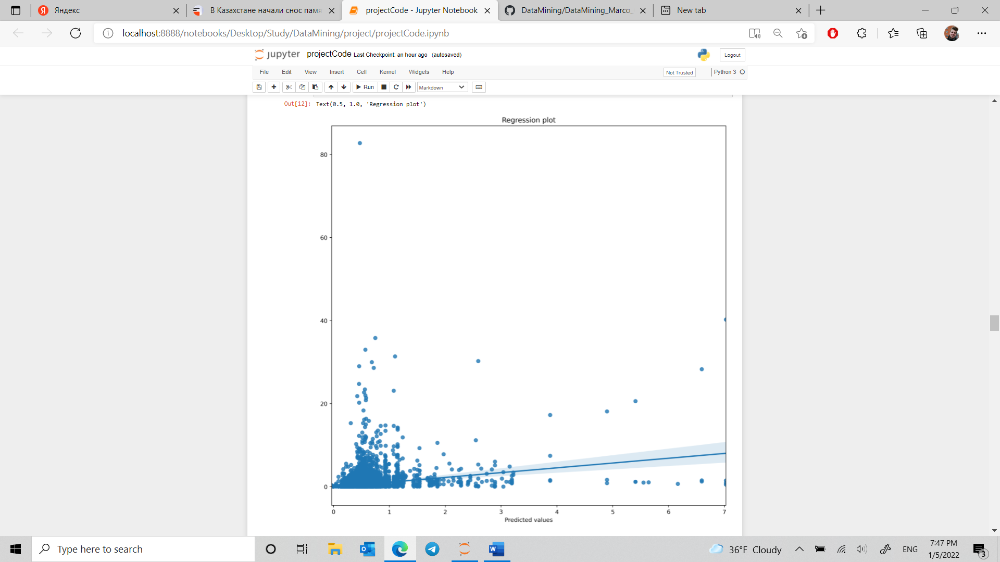 Яндекс
В Казахстане начали снос памя
projectCode - Jupyter Notebook
DataMining/DataMining_Marco_
New tab
localhost:8888/notebooks/Desktop/Study/DataMining/project/projectCode.ipynb
jupyter projectCode Last Checkpoint: an hour ago (autosaved)
Logout
File Edit View Insert Cell Kernel Widgets Help
Not Trusted
Python 3
Run
Markdown
Out[12]: Text(0.5, 1.0, 'Regression plot')
Regression plot
80
60
40
20
0
0 1 2 3 4 5 6 7
Predicted values
Type here to search
36°F Cloudy
ENG
7:47 PM
1/5/2022
3